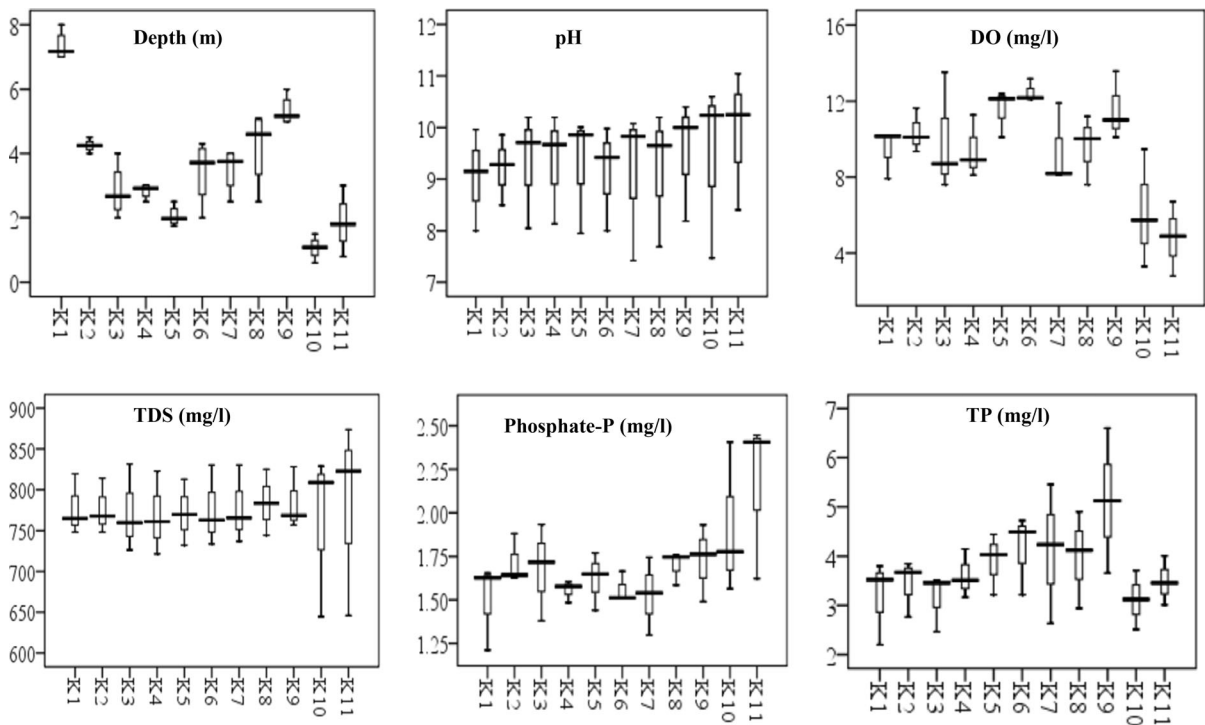 Depth (m)
8
6
4
2
0
K1 K2 K3 K4 K5 K6 K7 K8 K9 K10 K11
pH
12
11
10
9
8
7
K1 K2 K3 K4 K5 K6 K7 K8 K9 K10 K11
DO (mg/l)
16
12
8
4
K1 K2 K3 K4 K5 K6 K7 K8 K9 K10 K11
TDS (mg/l)
900
850
800
750
700
650
600
K1 K2 K3 K4 K5 K6 K7 K8 K9 K10 K11
Phosphate-P (mg/l)
2.50
2.25
2.00
1.75
1.50
1.25
K1 K2 K3 K4 K5 K6 K7 K8 K9 K10 K11
TP (mg/l)
7
6
5
4
3
2
K1 K2 K3 K4 K5 K6 K7 K8 K9 K10 K11